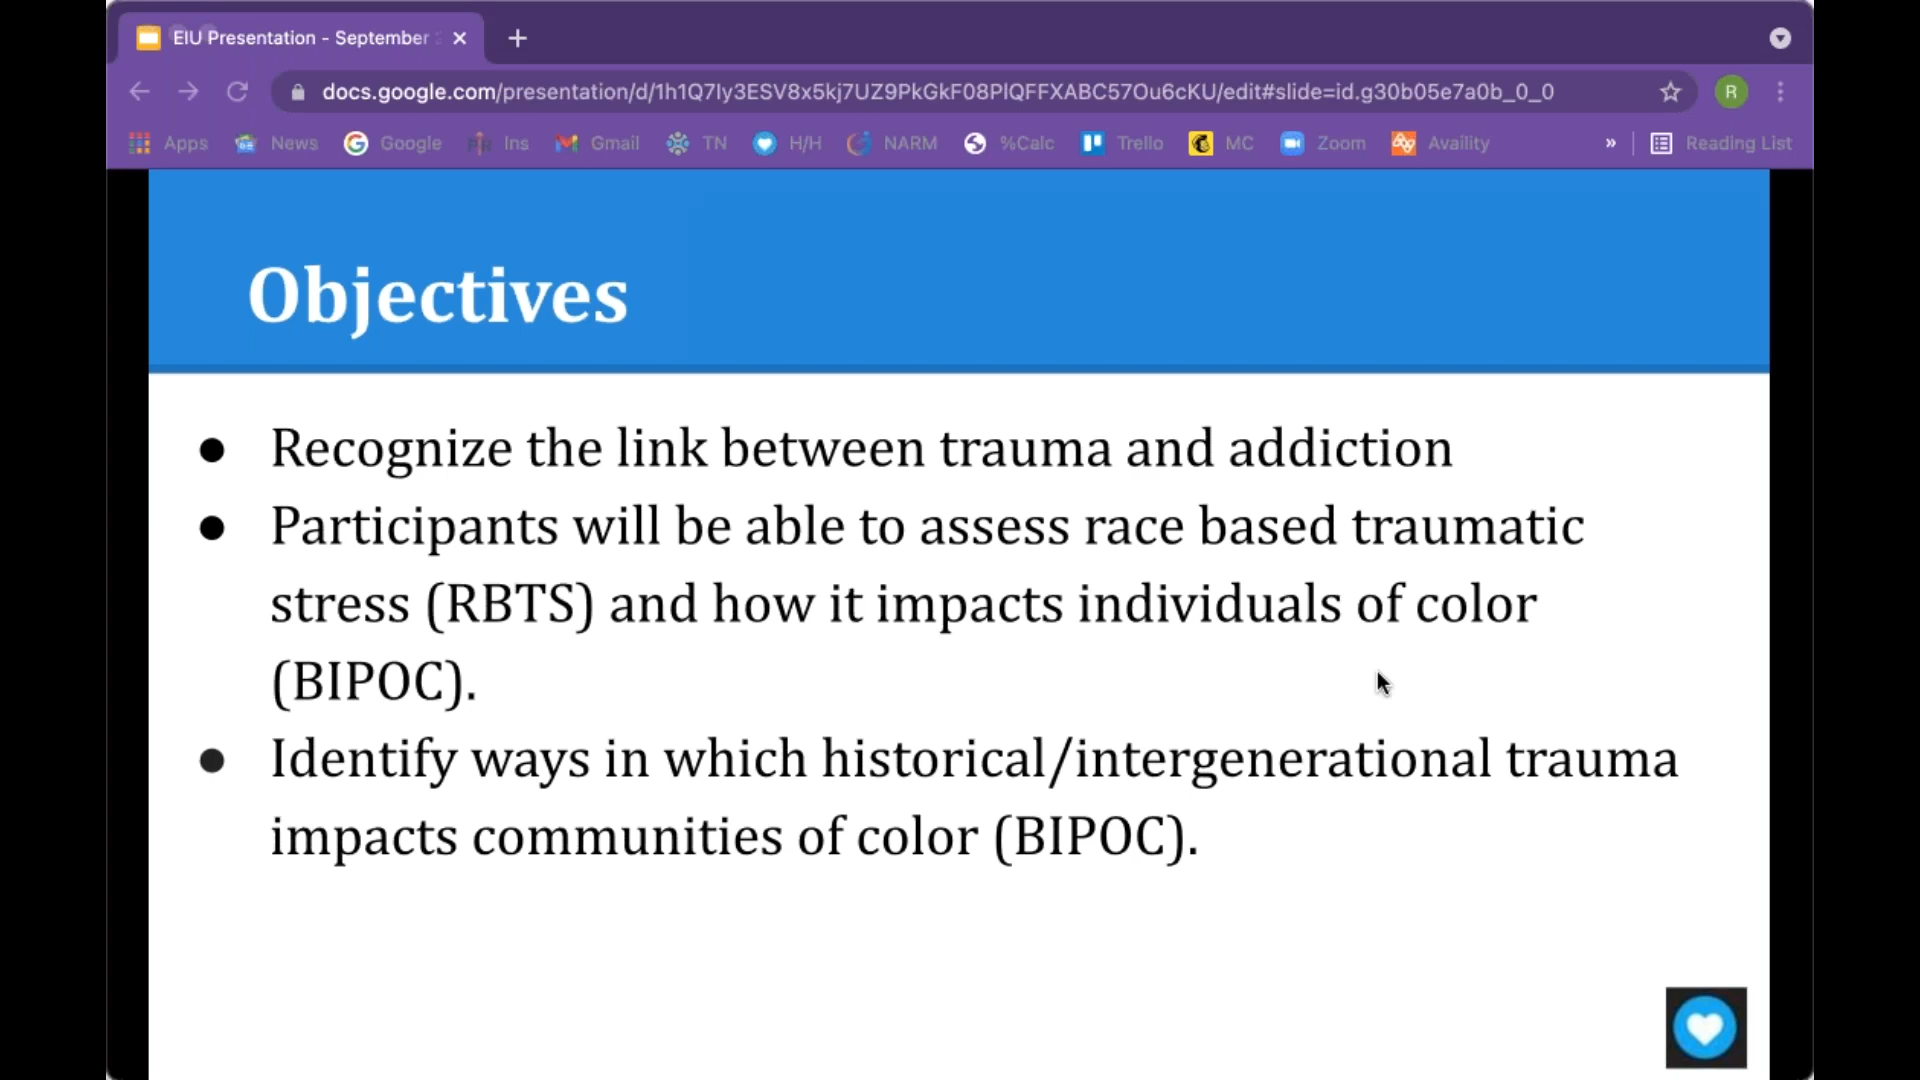 EIU Presentation - September
docs.google.com/presentation/d/1h1Q7Iy3ESV8x5kj7UZ9PkGkF08PlQFFXABC57Ou6cKU/edit#slide=id.g30b05e7a0b_0_0
R
Apps News Google Ins Gmail TN H/H NARM %Calc Trello MC Zoom Availity » Reading List
Objectives
● Recognize the link between trauma and addiction
● Participants will be able to assess race based traumatic
stress (RBTS) and how it impacts individuals of color
(BIPOC).
● Identify ways in which historical/intergenerational trauma
impacts communities of color (BIPOC).